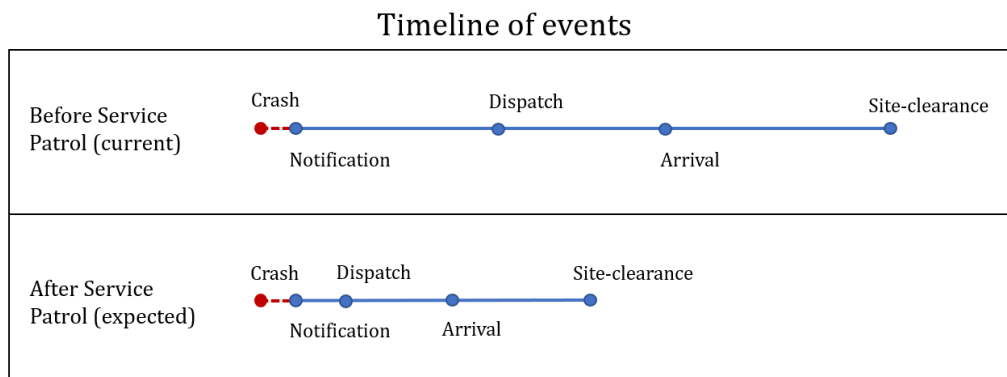 Timeline of events
Before Service
Patrol (current)
Crash
Dispatch
Site-clearance
Notification
Arrival
After Service
Patrol (expected)
Crash
Dispatch
Site-clearance
Notification
Arrival